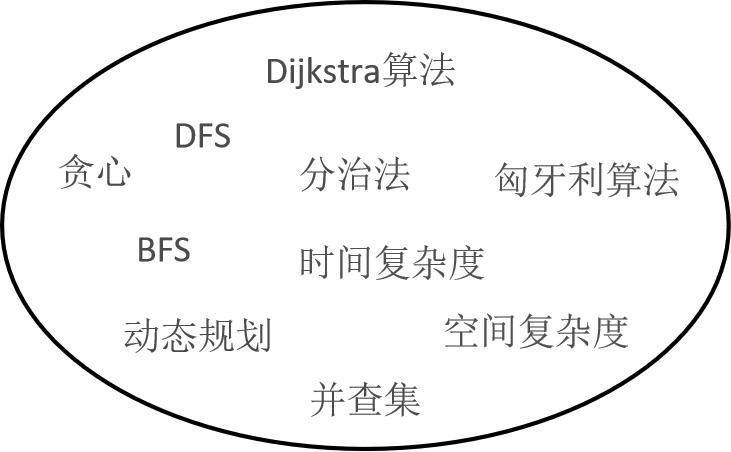 Dijkstra算法
DFS
贪心
分治法
匈牙利算法
BFS
时间复杂度
动态规划
空间复杂度
并查集